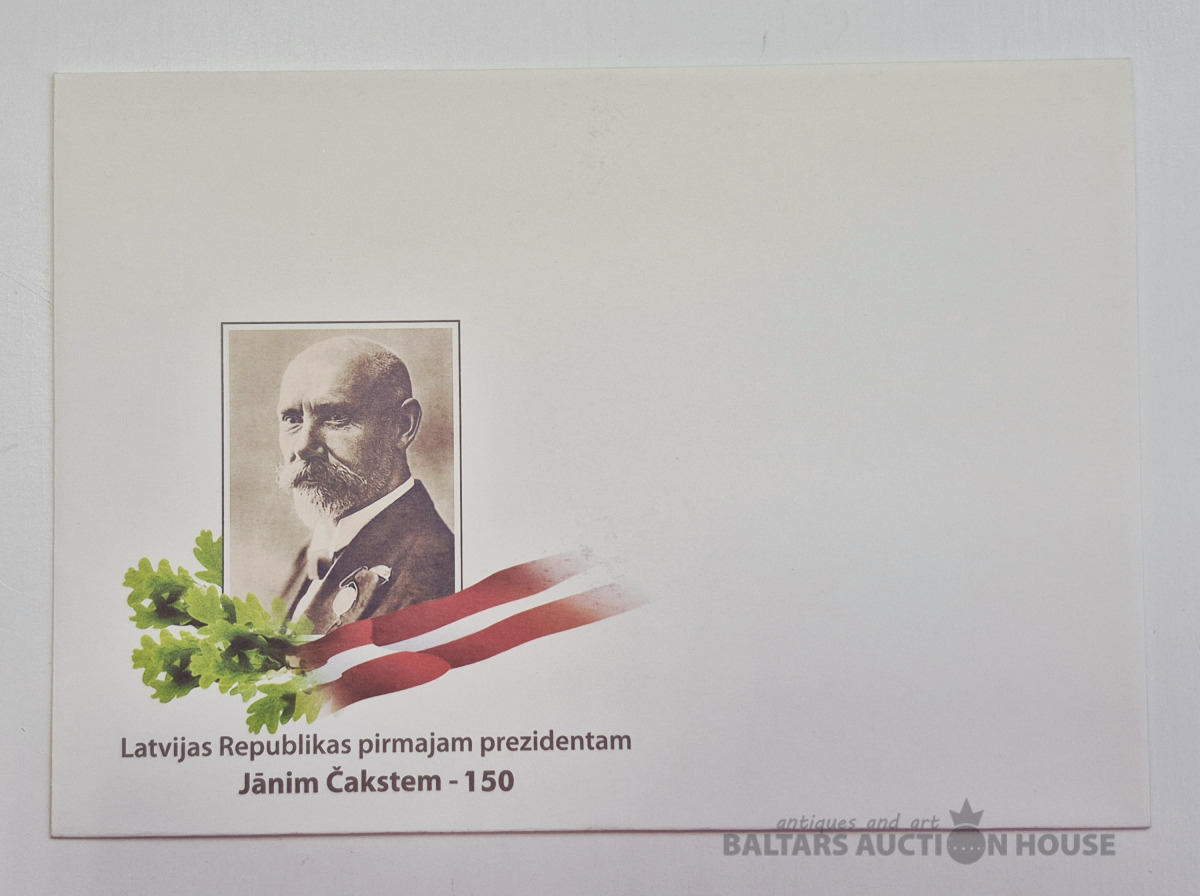 Latvijas Republikas pirmajam prezidentam
Jānim Čakstem - 150
antiques and art
BALTARS AUCTION HOUSE